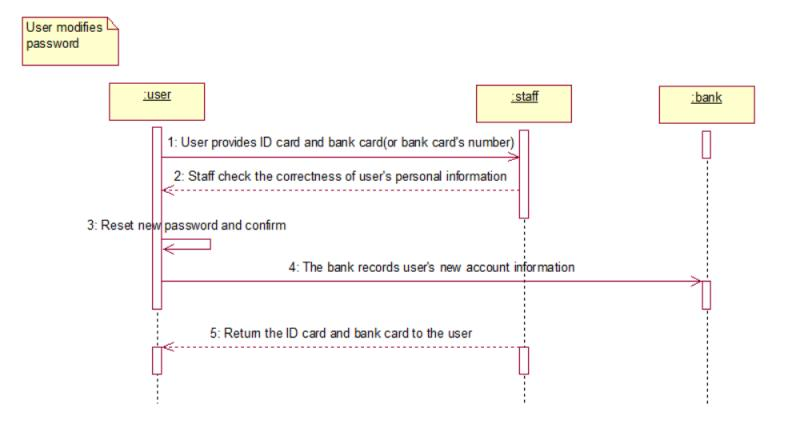 User modifies
password
:user
:staff
:bank
1: User provides ID card and bank card(or bank card's number)
2: Staff check the correctness of user's personal information
3: Reset new password and confirm
4: The bank records user's new account information
5: Return the ID card and bank card to the user